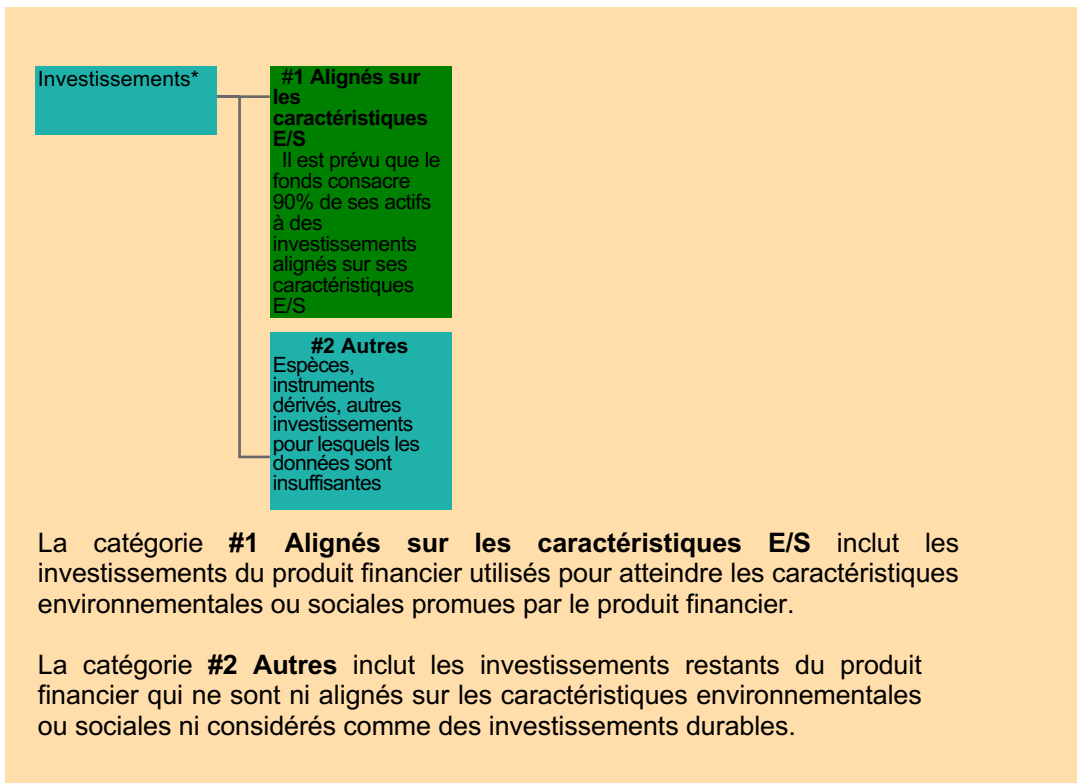 Investissements*
#1 Alignés sur
les
caractéristiques
E/S
Il est prévu que le
fonds consacre
90% de ses actifs
à des
investissements
alignés sur ses
caractéristiques
E/S
#2 Autres
Espèces,
instruments
dérivés, autres
investissements
pour lesquels les
données sont
insuffisantes
La catégorie #1 Alignés sur les caractéristiques E/S inclut les
investissements du produit financier utilisés pour atteindre les caractéristiques
environnementales ou sociales promues par le produit financier.
La catégorie #2 Autres inclut les investissements restants du produit
financier qui ne sont ni alignés sur les caractéristiques environnementales
ou sociales ni considérés comme des investissements durables.